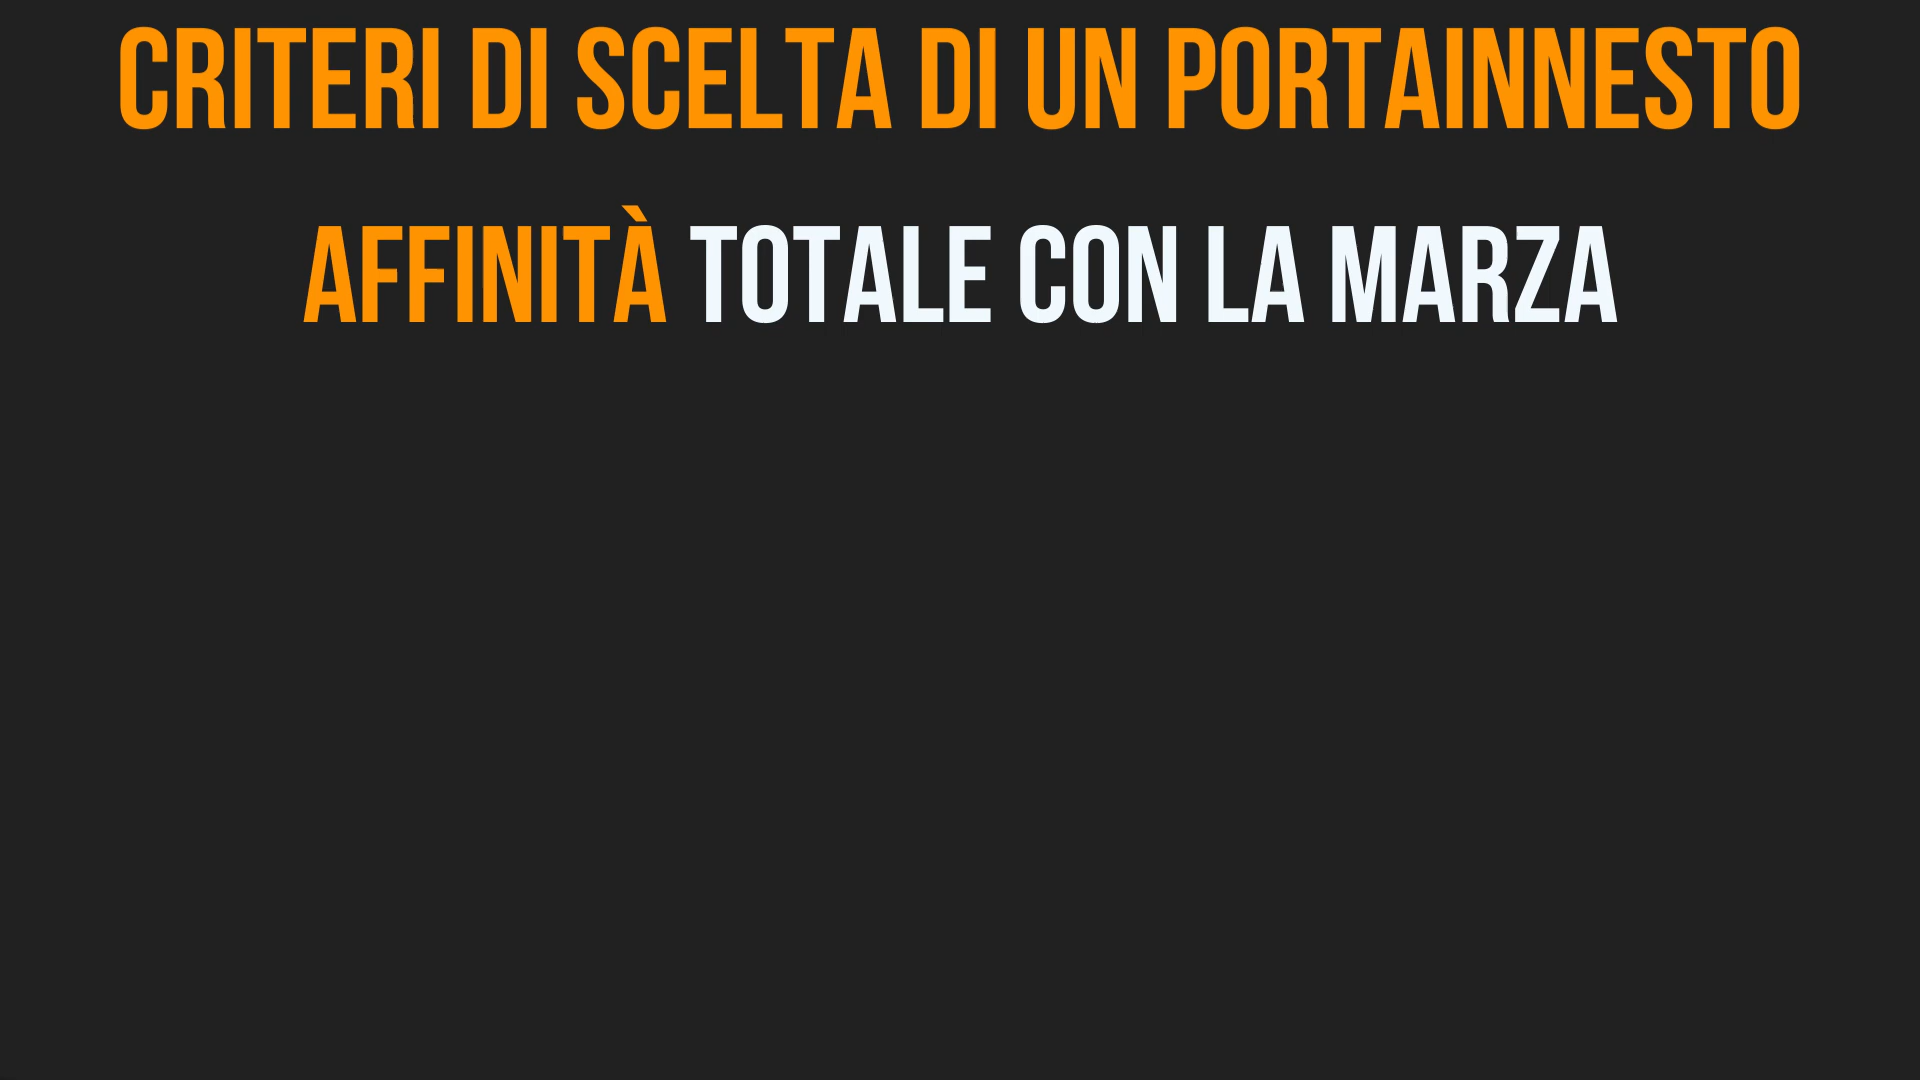 CRITERI DI SCELTA DI UN PORTAINNESTO
AFFINITÀ TOTALE CON LA MARZA